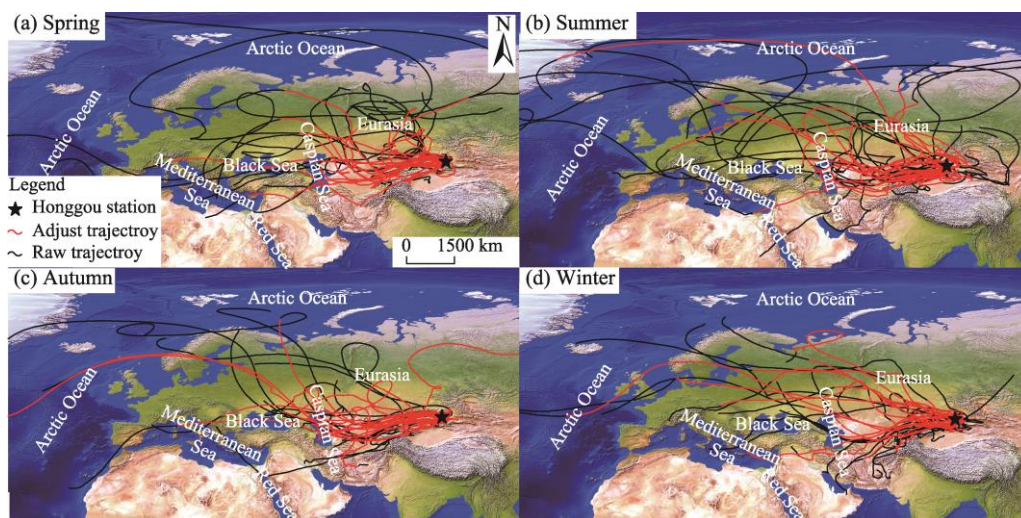 (a) Spring
Arctic Ocean
N
Arctic Ocean
Eurasia
Caspian Sea
Black Sea
Mediterranean
Sea
Red Sea
Legend
Honggou station
Adjust trajectroy
Raw trajectroy
0 1500 km
(b) Summer
Arctic Ocean
Arctic Ocean
Eurasia
Caspian Sea
Black Sea
Mediterranean
Sea
Red Sea
(c) Autumn
Arctic Ocean
Arctic Ocean
Eurasia
Caspian Sea
Black Sea
Mediterranean
Sea
Red Sea
(d) Winter
Arctic Ocean
Arctic Ocean
Eurasia
Caspian Sea
Black Sea
Mediterranean
Sea
Red Sea